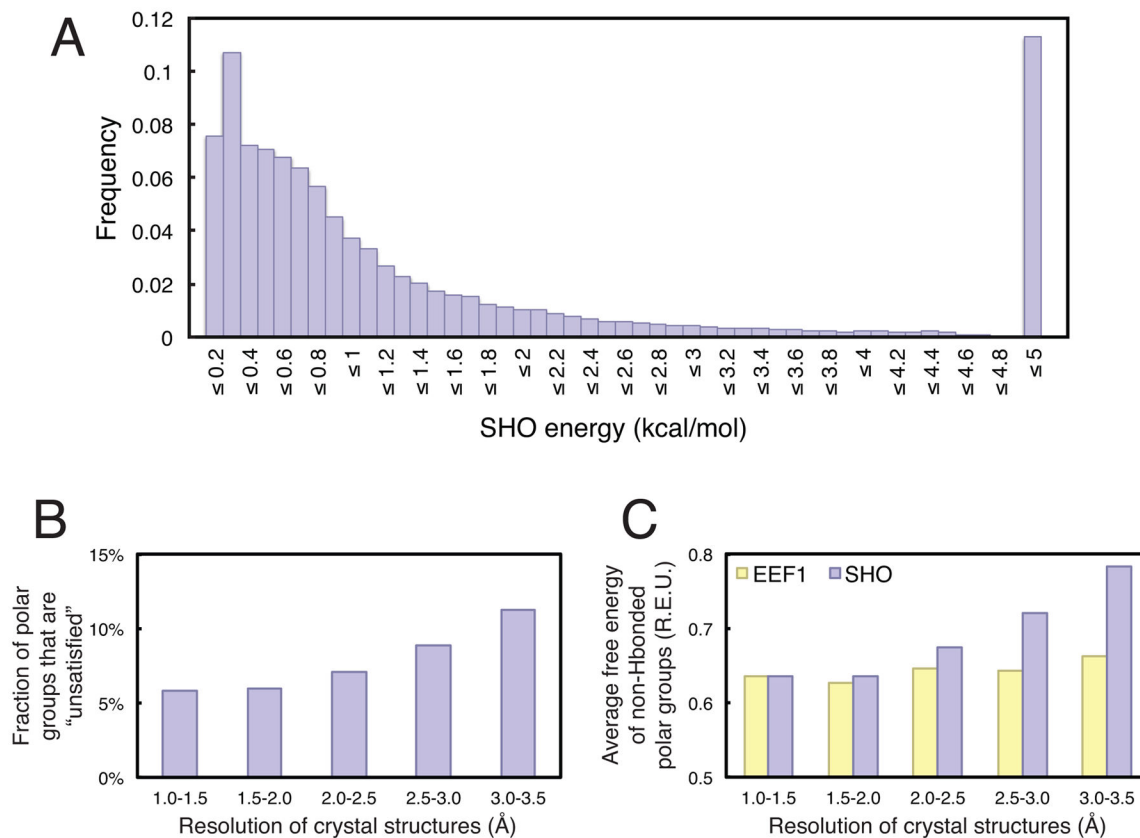 A
0.12
0.1
0.08
0.06
0.04
0.02
0
Frequency
≤ 0.2
≤ 0.4
≤ 0.6
≤ 0.8
≤ 1
≤ 1.2
≤ 1.4
≤ 1.6
≤ 1.8
≤ 2
≤ 2.2
≤ 2.4
≤ 2.6
≤ 2.8
≤ 3
≤ 3.2
≤ 3.4
≤ 3.6
≤ 3.8
≤ 4
≤ 4.2
≤ 4.4
≤ 4.6
≤ 4.8
≤ 5
SHO energy (kcal/mol)
B
Fraction of polar
groups that are
“unsatisfied”
15%
10%
5%
0%
1.0-1.5 1.5-2.0 2.0-2.5 2.5-3.0 3.0-3.5
Resolution of crystal structures (Å)
C
Average free energy
of non-Hbonded
polar groups (R.E.U.)
0.8
0.7
0.6
0.5
EEF1 SHO
1.0-1.5 1.5-2.0 2.0-2.5 2.5-3.0 3.0-3.5
Resolution of crystal structures (Å)